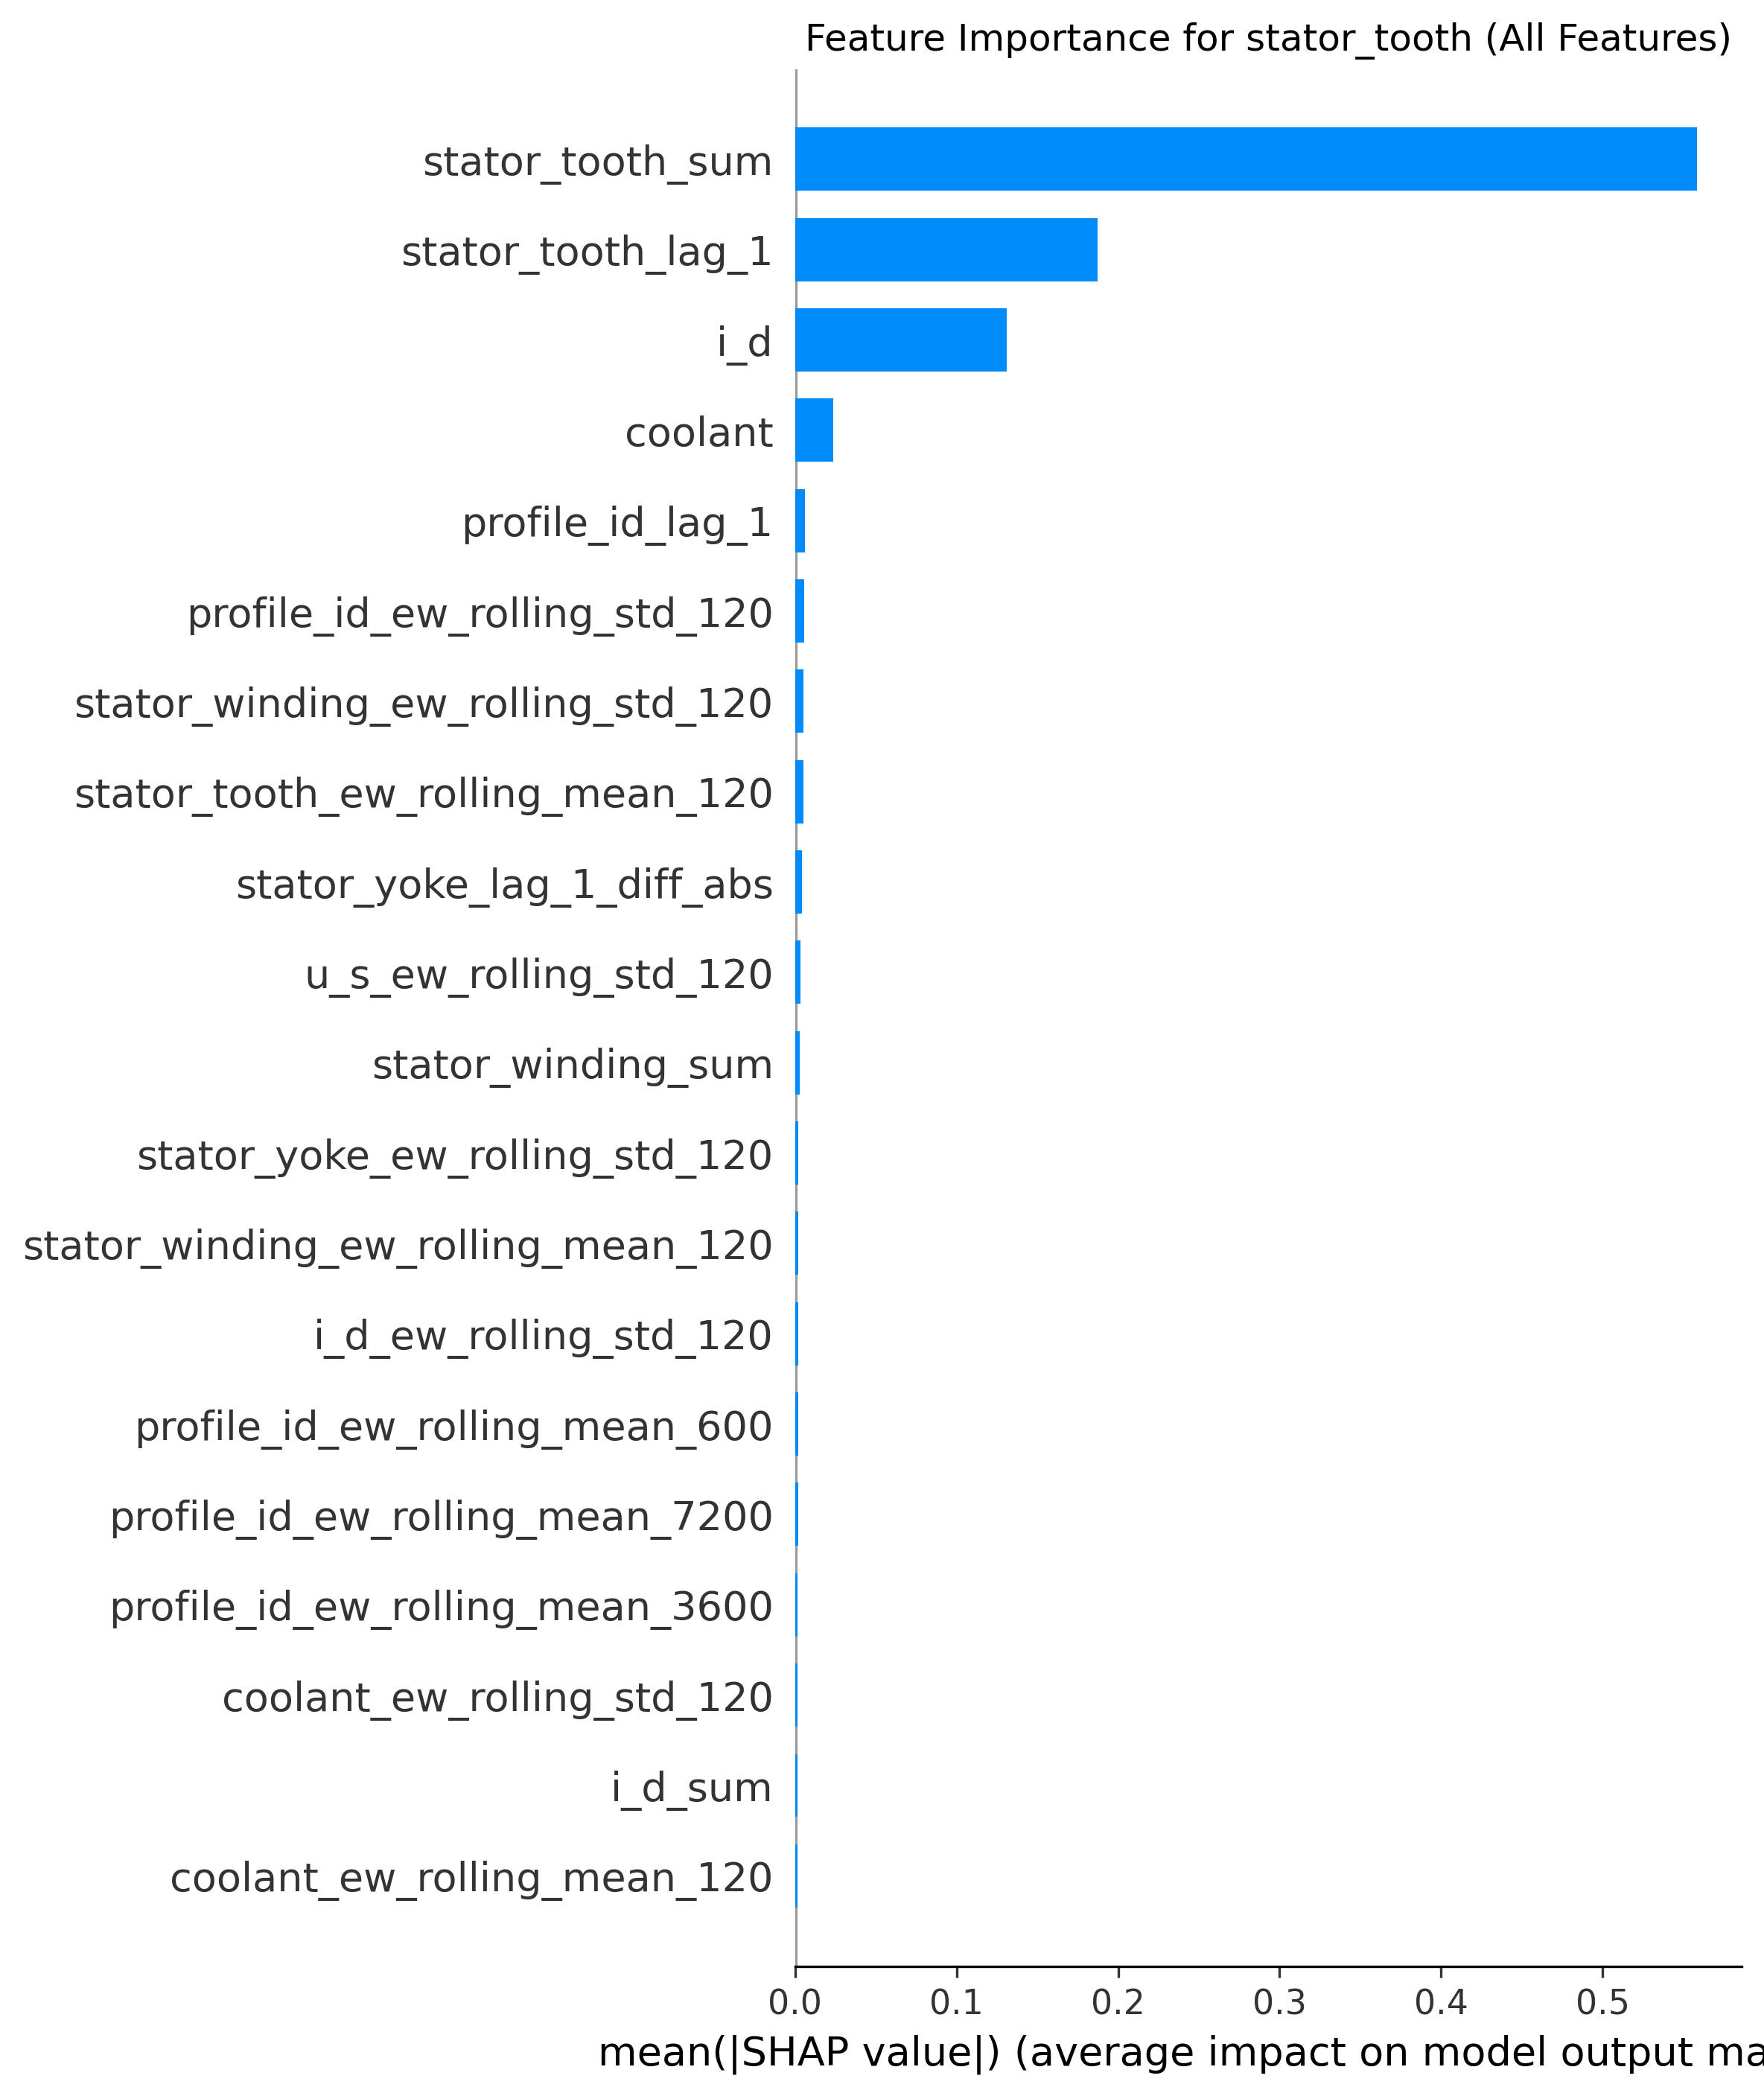 Feature Importance for stator_tooth (All Features)
stator_tooth_sum
stator_tooth_lag_1
i_d
coolant
profile_id_lag_1
profile_id_ew_rolling_std_120
stator_winding_ew_rolling_std_120
stator_tooth_ew_rolling_mean_120
stator_yoke_lag_1_diff_abs
u_s_ew_rolling_std_120
stator_winding_sum
stator_yoke_ew_rolling_std_120
stator_winding_ew_rolling_mean_120
i_d_ew_rolling_std_120
profile_id_ew_rolling_mean_600
profile_id_ew_rolling_mean_7200
profile_id_ew_rolling_mean_3600
coolant_ew_rolling_std_120
i_d_sum
coolant_ew_rolling_mean_120
0.0 0.1 0.2 0.3 0.4 0.5
mean(|SHAP value|) (average impact on model output ma